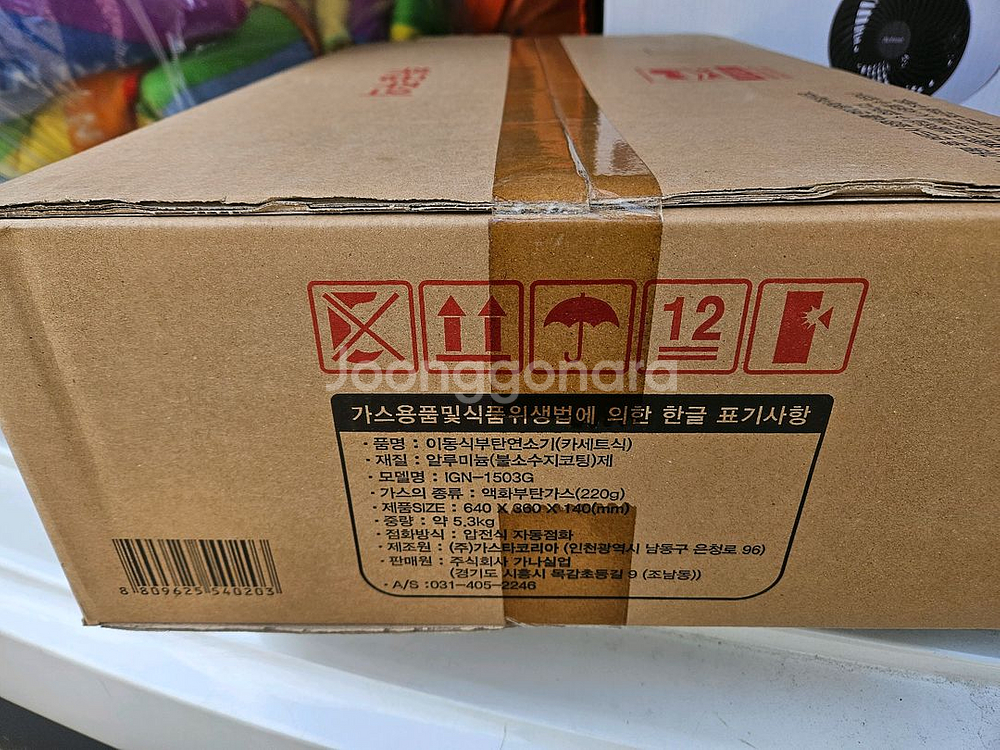 12
Joonggonara
가스용품및식품위생법에 의한 한글 표기사항
· 품명 : 이동식부탄연소기(카세트식)
· 재질 : 알루미늄(불소수지코팅)제
· 모델명 : IGN-1503G
· 가스의 종류 : 액화부탄가스(220g)
· 제품SIZE : 640 X 360 X 140(mm)
· 중량 : 약 5.3kg
· 점화방식 : 압전식 자동점화
· 제조원 : (주)가스타코리아 (인천광역시 남동구 은청로 96)
· 판매원 : 주식회사 가나실업
(경기도 시흥시 목감초등길 9 (조남동))
· A/S :031-405-2246
8 809625 540203